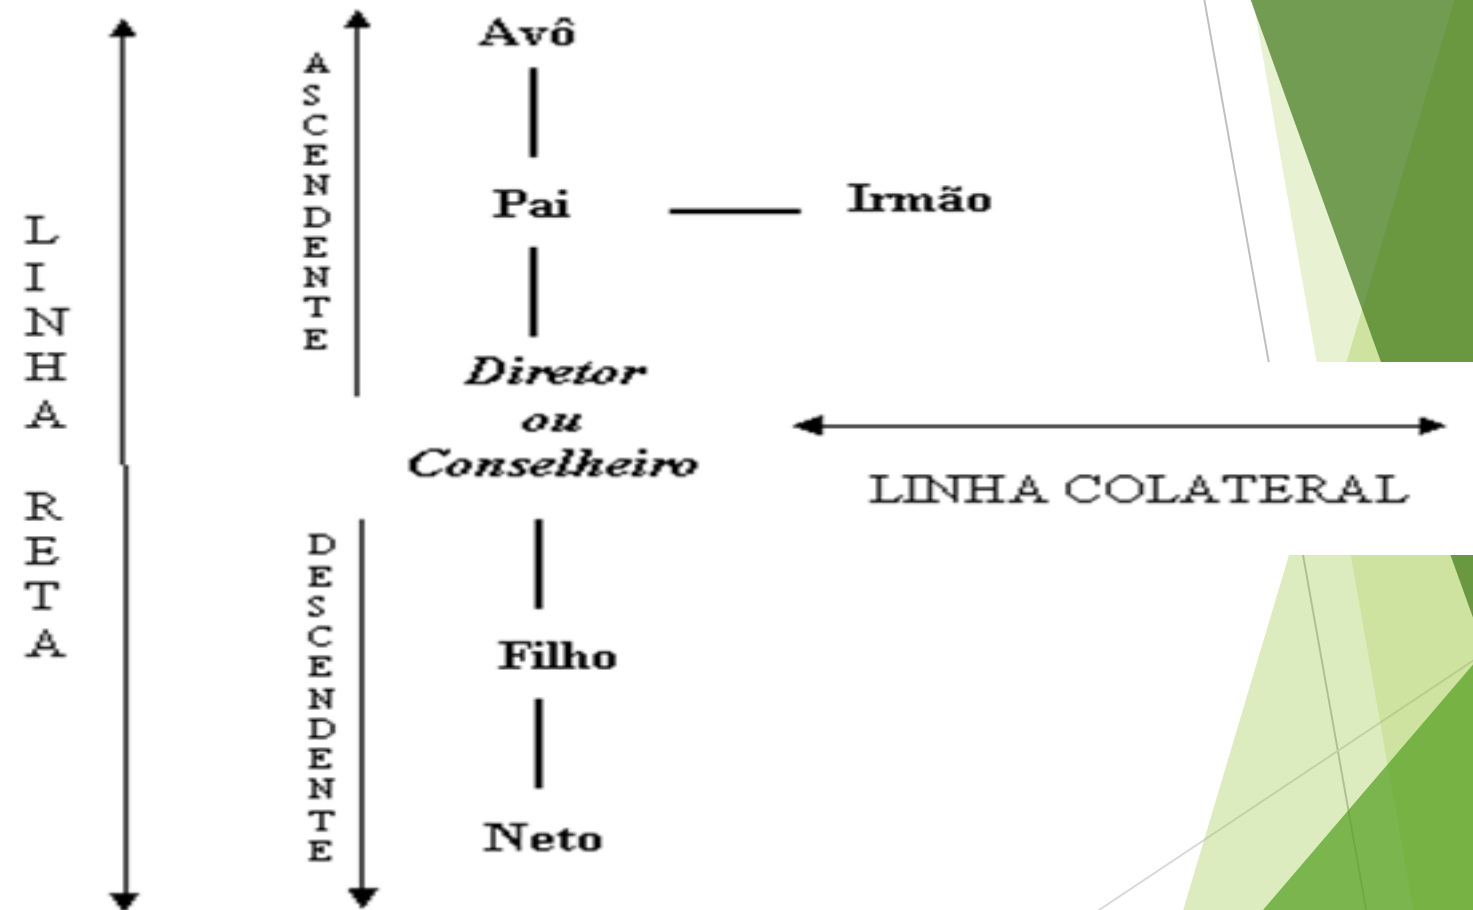 LINHA RETA
ASCENDENTE
DESCENDENTE
Avô
Pai
Irmão
Diretor
ou
Conselheiro
LINHA COLATERAL
Filho
Neto